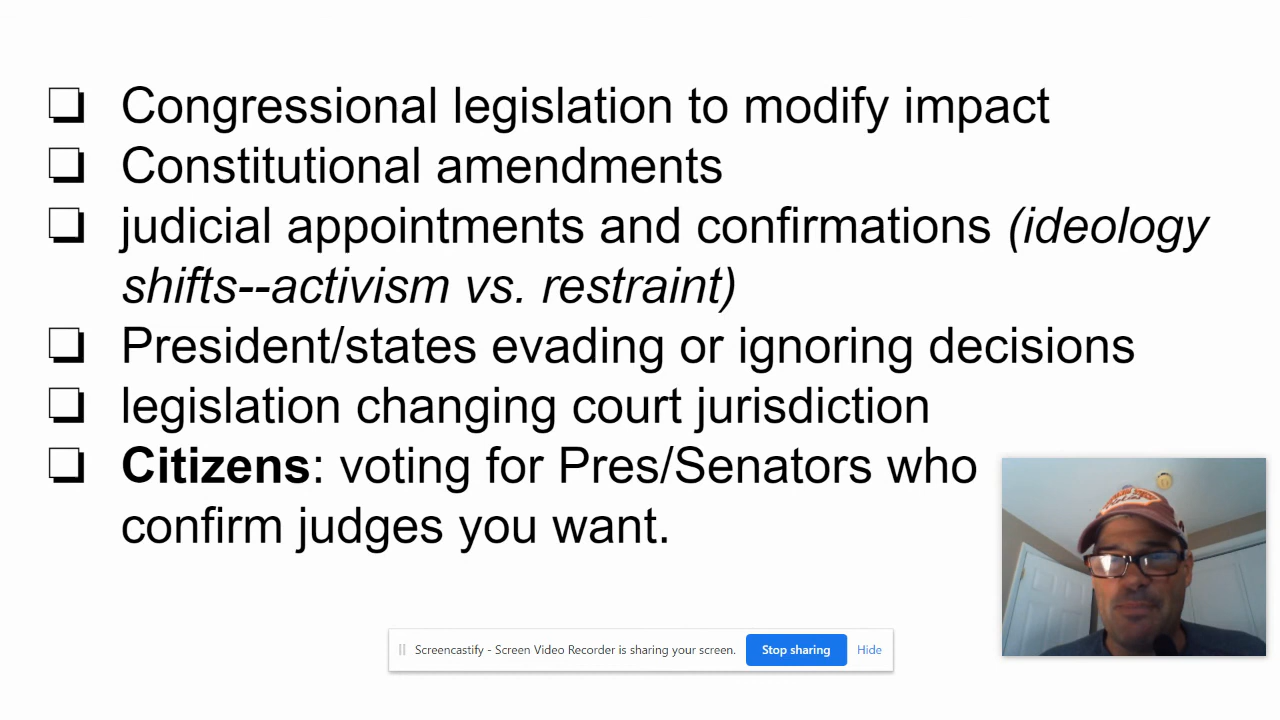 Congressional legislation to modify impact
Constitutional amendments
judicial appointments and confirmations (ideology
shifts--activism vs. restraint)
President/states evading or ignoring decisions
legislation changing court jurisdiction
Citizens: voting for Pres/Senators who
confirm judges you want.
Screencastify - Screen Video Recorder is sharing your screen. Stop sharing Hide